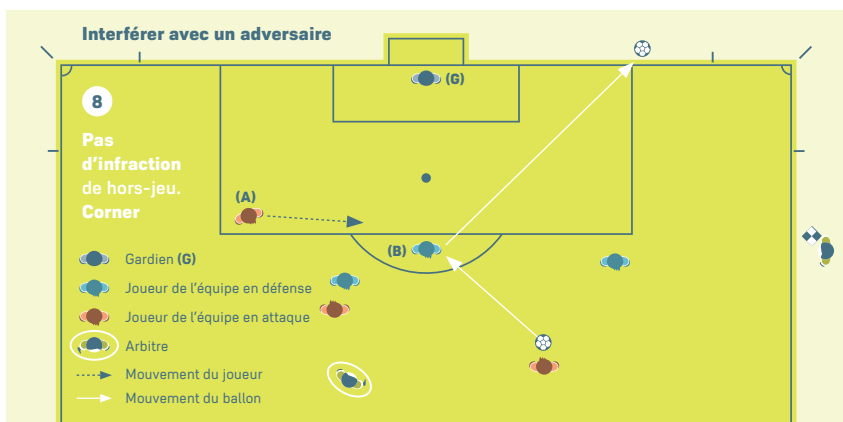 Interférer avec un adversaire
(G)
8
Pas
d'infraction
de hors-jeu.
Corner
(A)
(B)
Gardien (G)
Joueur de l'équipe en défense
Joueur de l'équipe en attaque
Arbitre
Mouvement du joueur
Mouvement du ballon